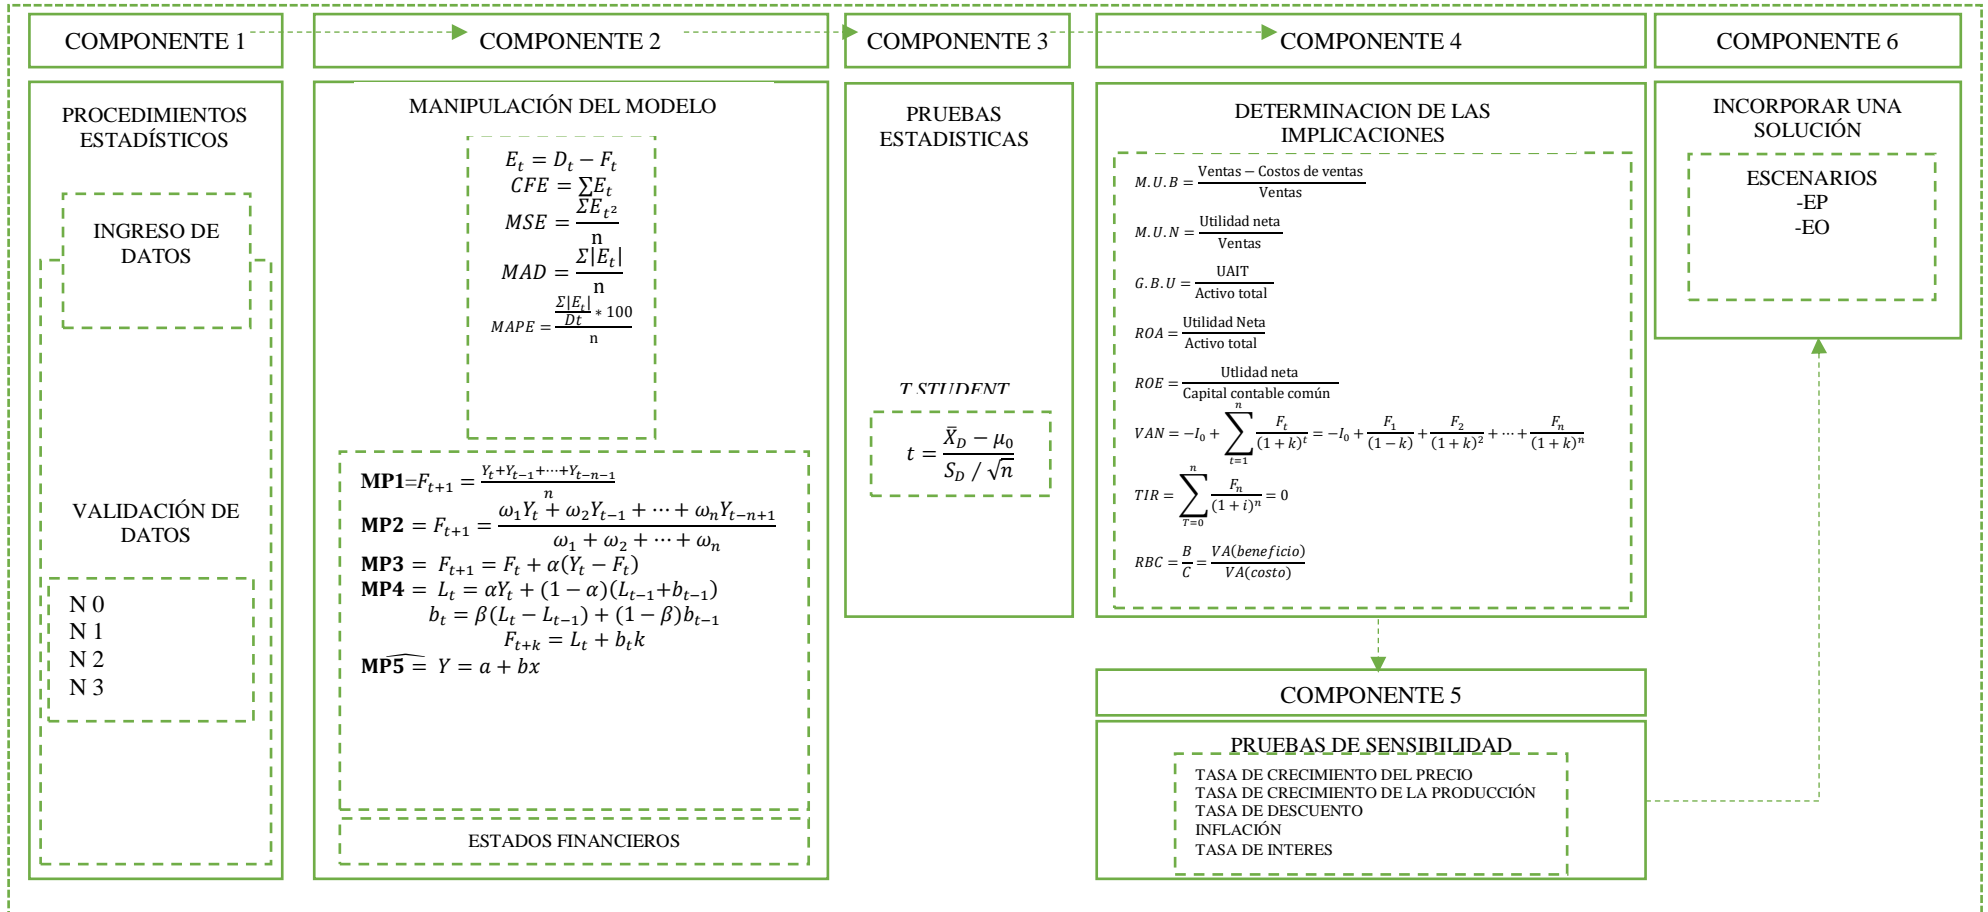 COMPONENTE 1
PROCEDIMIENTOS
ESTADÍSTICOS
INGRESO DE
DATOS
VALIDACIÓN DE
DATOS
N 0
N 1
N 2
N 3
COMPONENTE 2
MANIPULACIÓN DEL MODELO
E_t = D_t − F_t
CFE = ∑E_t
MSE = ΣE_{t^2} / n
MAD = Σ|E_t| / n
MAPE = (Σ|E_t| / Dt ∗ 100) / n
MP1=F_{t+1} = (Y_t+Y_{t−1}+⋯+Y_{t−n−1}) / n
MP2 = F_{t+1} = (ω_1Y_t + ω_2Y_{t−1} + ⋯ + ω_nY_{t−n+1}) / (ω_1 + ω_2 + ⋯ + ω_n)
MP3 = F_{t+1} = F_t + α(Y_t − F_t)
MP4 = L_t = αY_t + (1 − α)(L_{t−1}+b_{t−1})
b_t = β(L_t − L_{t−1}) + (1 − β)b_{t−1}
F_{t+k} = L_t + b_tk
MP5 = Y = a + bx
ESTADOS FINANCIEROS
COMPONENTE 3
PRUEBAS
ESTADISTICAS
T STUDENT
t = (X̄_D − μ_0) / (S_D / √n)
COMPONENTE 4
DETERMINACION DE LAS
IMPLICACIONES
M.U.B = (Ventas − Costos de ventas) / Ventas
M.U.N = Utilidad neta / Ventas
G.B.U = UAIT / Activo total
ROA = Utilidad Neta / Activo total
ROE = Utlidad neta / Capital contable común
VAN = −I_0 + ∑_{t=1}^{n} F_t / (1 + k)^t = −I_0 + F_1 / (1 − k) + F_2 / (1 + k)^2 + ⋯ + F_n / (1 + k)^n
TIR = ∑_{T=0}^{n} F_n / (1 + i)^n = 0
RBC = B / C = VA(beneficio) / VA(costo)
COMPONENTE 5
PRUEBAS DE SENSIBILIDAD
TASA DE CRECIMIENTO DEL PRECIO
TASA DE CRECIMIENTO DE LA PRODUCCIÓN
TASA DE DESCUENTO
INFLACIÓN
TASA DE INTERES
COMPONENTE 6
INCORPORAR UNA
SOLUCIÓN
ESCENARIOS
-EP
-EO